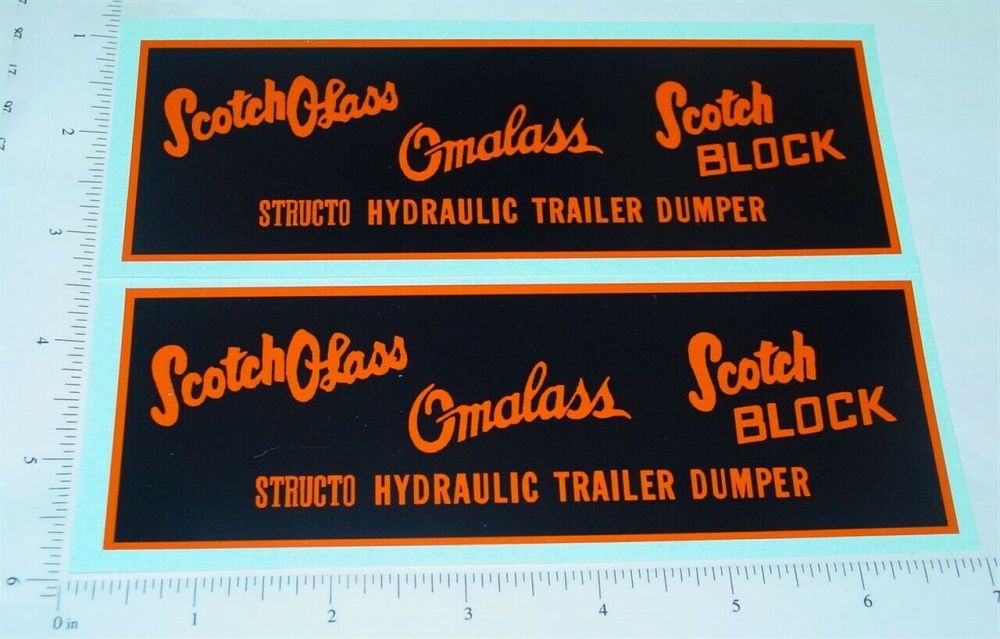 ScotchOLass
Omalass
Scotch
BLOCK
STRUCTO HYDRAULIC TRAILER DUMPER
ScotchOLass
Omalass
Scotch
BLOCK
STRUCTO HYDRAULIC TRAILER DUMPER
1
2
3
4
5
6
0 in
1
2
3
4
5
6
7